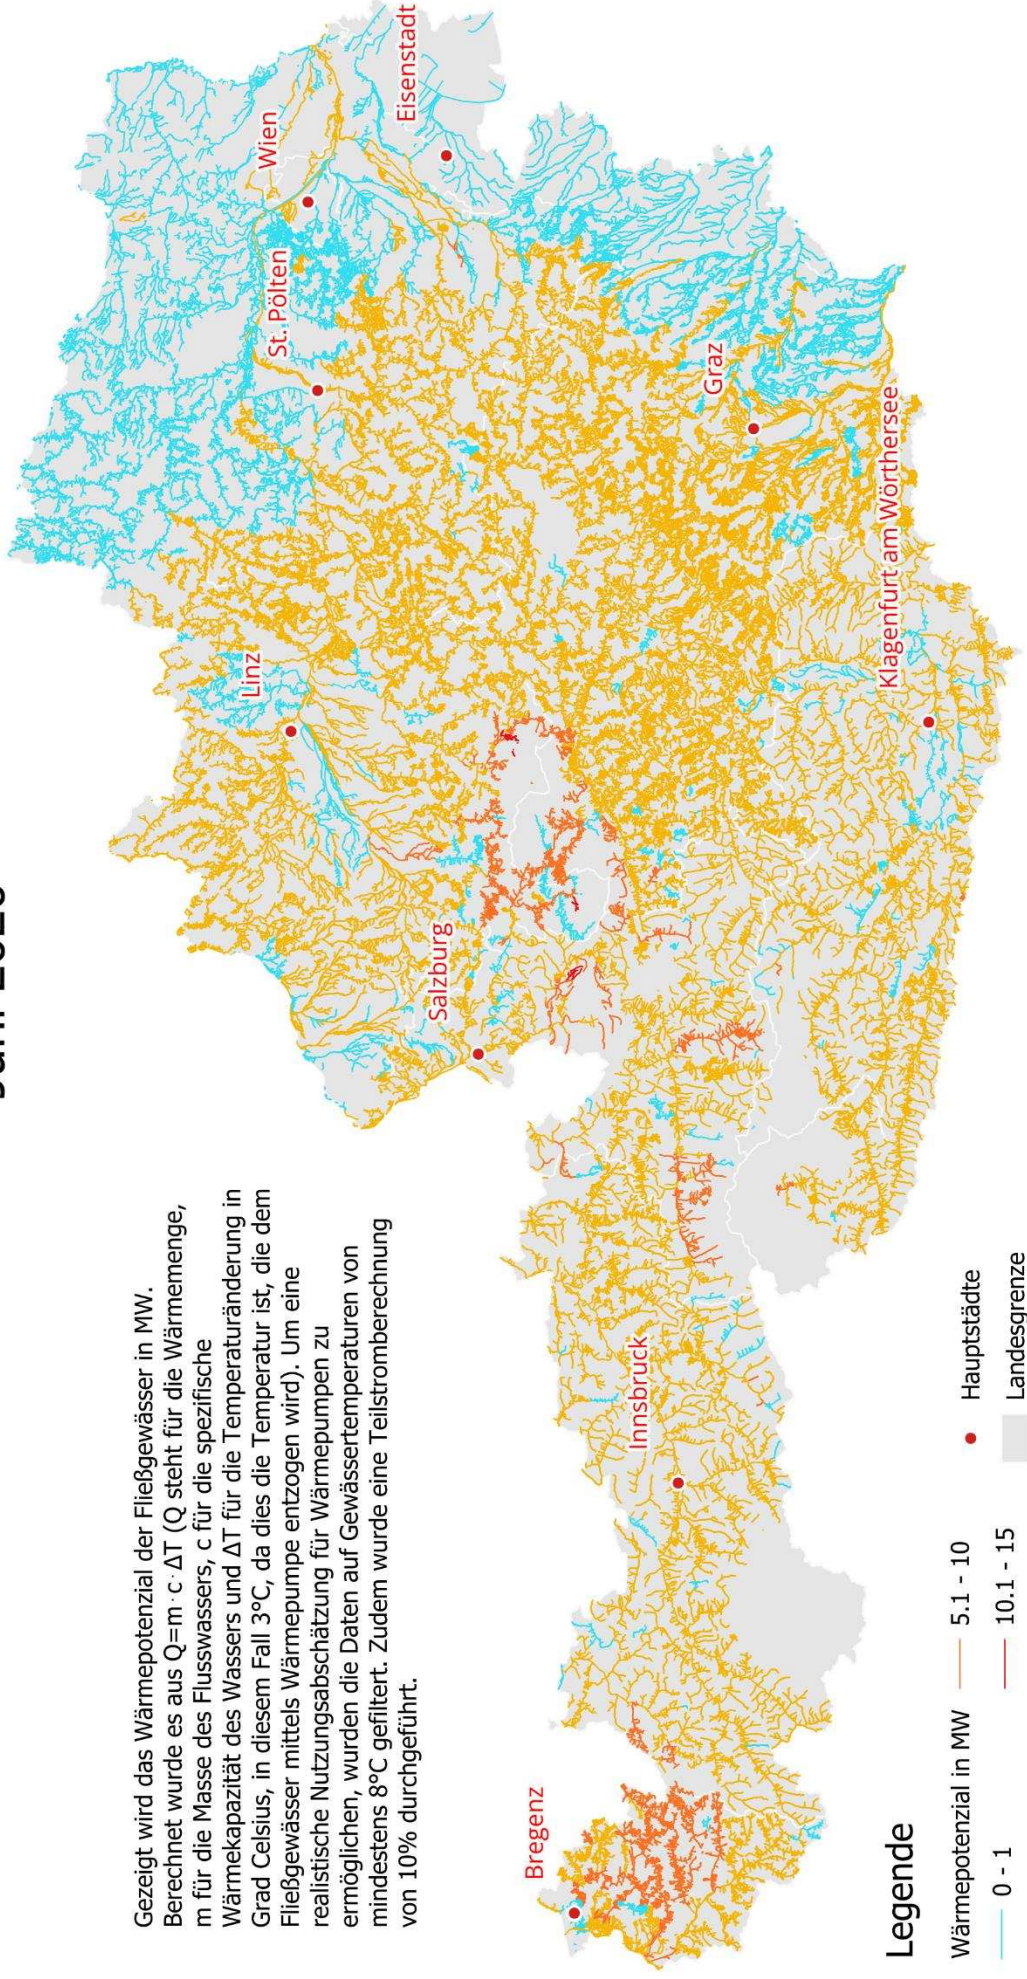 Gezeigt wird das Wärmepotenzial der Fließgewässer in MW.
Berechnet wurde es aus Q=m·c·ΔT (Q steht für die Wärmemenge,
m für die Masse des Flusswassers, c für die spezifische
Wärmekapazität des Wassers und ΔT für die Temperaturänderung in
Grad Celsius, in diesem Fall 3°C, da dies die Temperatur ist, die dem
Fließgewässer mittels Wärmepumpe entzogen wird). Um eine
realistische Nutzungsabschätzung für Wärmepumpen zu
ermöglichen, wurden die Daten auf Gewässertemperaturen von
mindestens 8°C gefiltert. Zudem wurde eine Teilstromberechnung
von 10% durchgeführt.
Linz
Wien
St. Pölten
Eisenstadt
Salzburg
Bregenz
Innsbruck
Graz
Klagenfurt am Wörthersee
Legende
Wärmepotenzial in MW
0 - 1
5.1 - 10
10.1 - 15
Hauptstädte
Landesgrenze